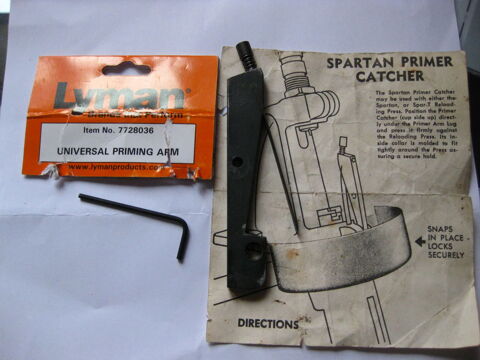 Lyman
Item No. 7728036
UNIVERSAL PRIMING ARM
www.lymanproducts.com
SPARTAN PRIMER
CATCHER
The Spartan Primer Catcher
may be used with either the
Spartan, or Spar-T Reload-
ing Press. Position the Primer
Catcher (cup side up) direct-
ly under the Primer Arm Lug
and press it firmly against
the Reloading Press. Its in-
side collar is molded to fit
tightly around the Press as-
suring a secure hold.
SNAPS
IN PLACE -
LOCKS
SECURELY
DIRECTIONS